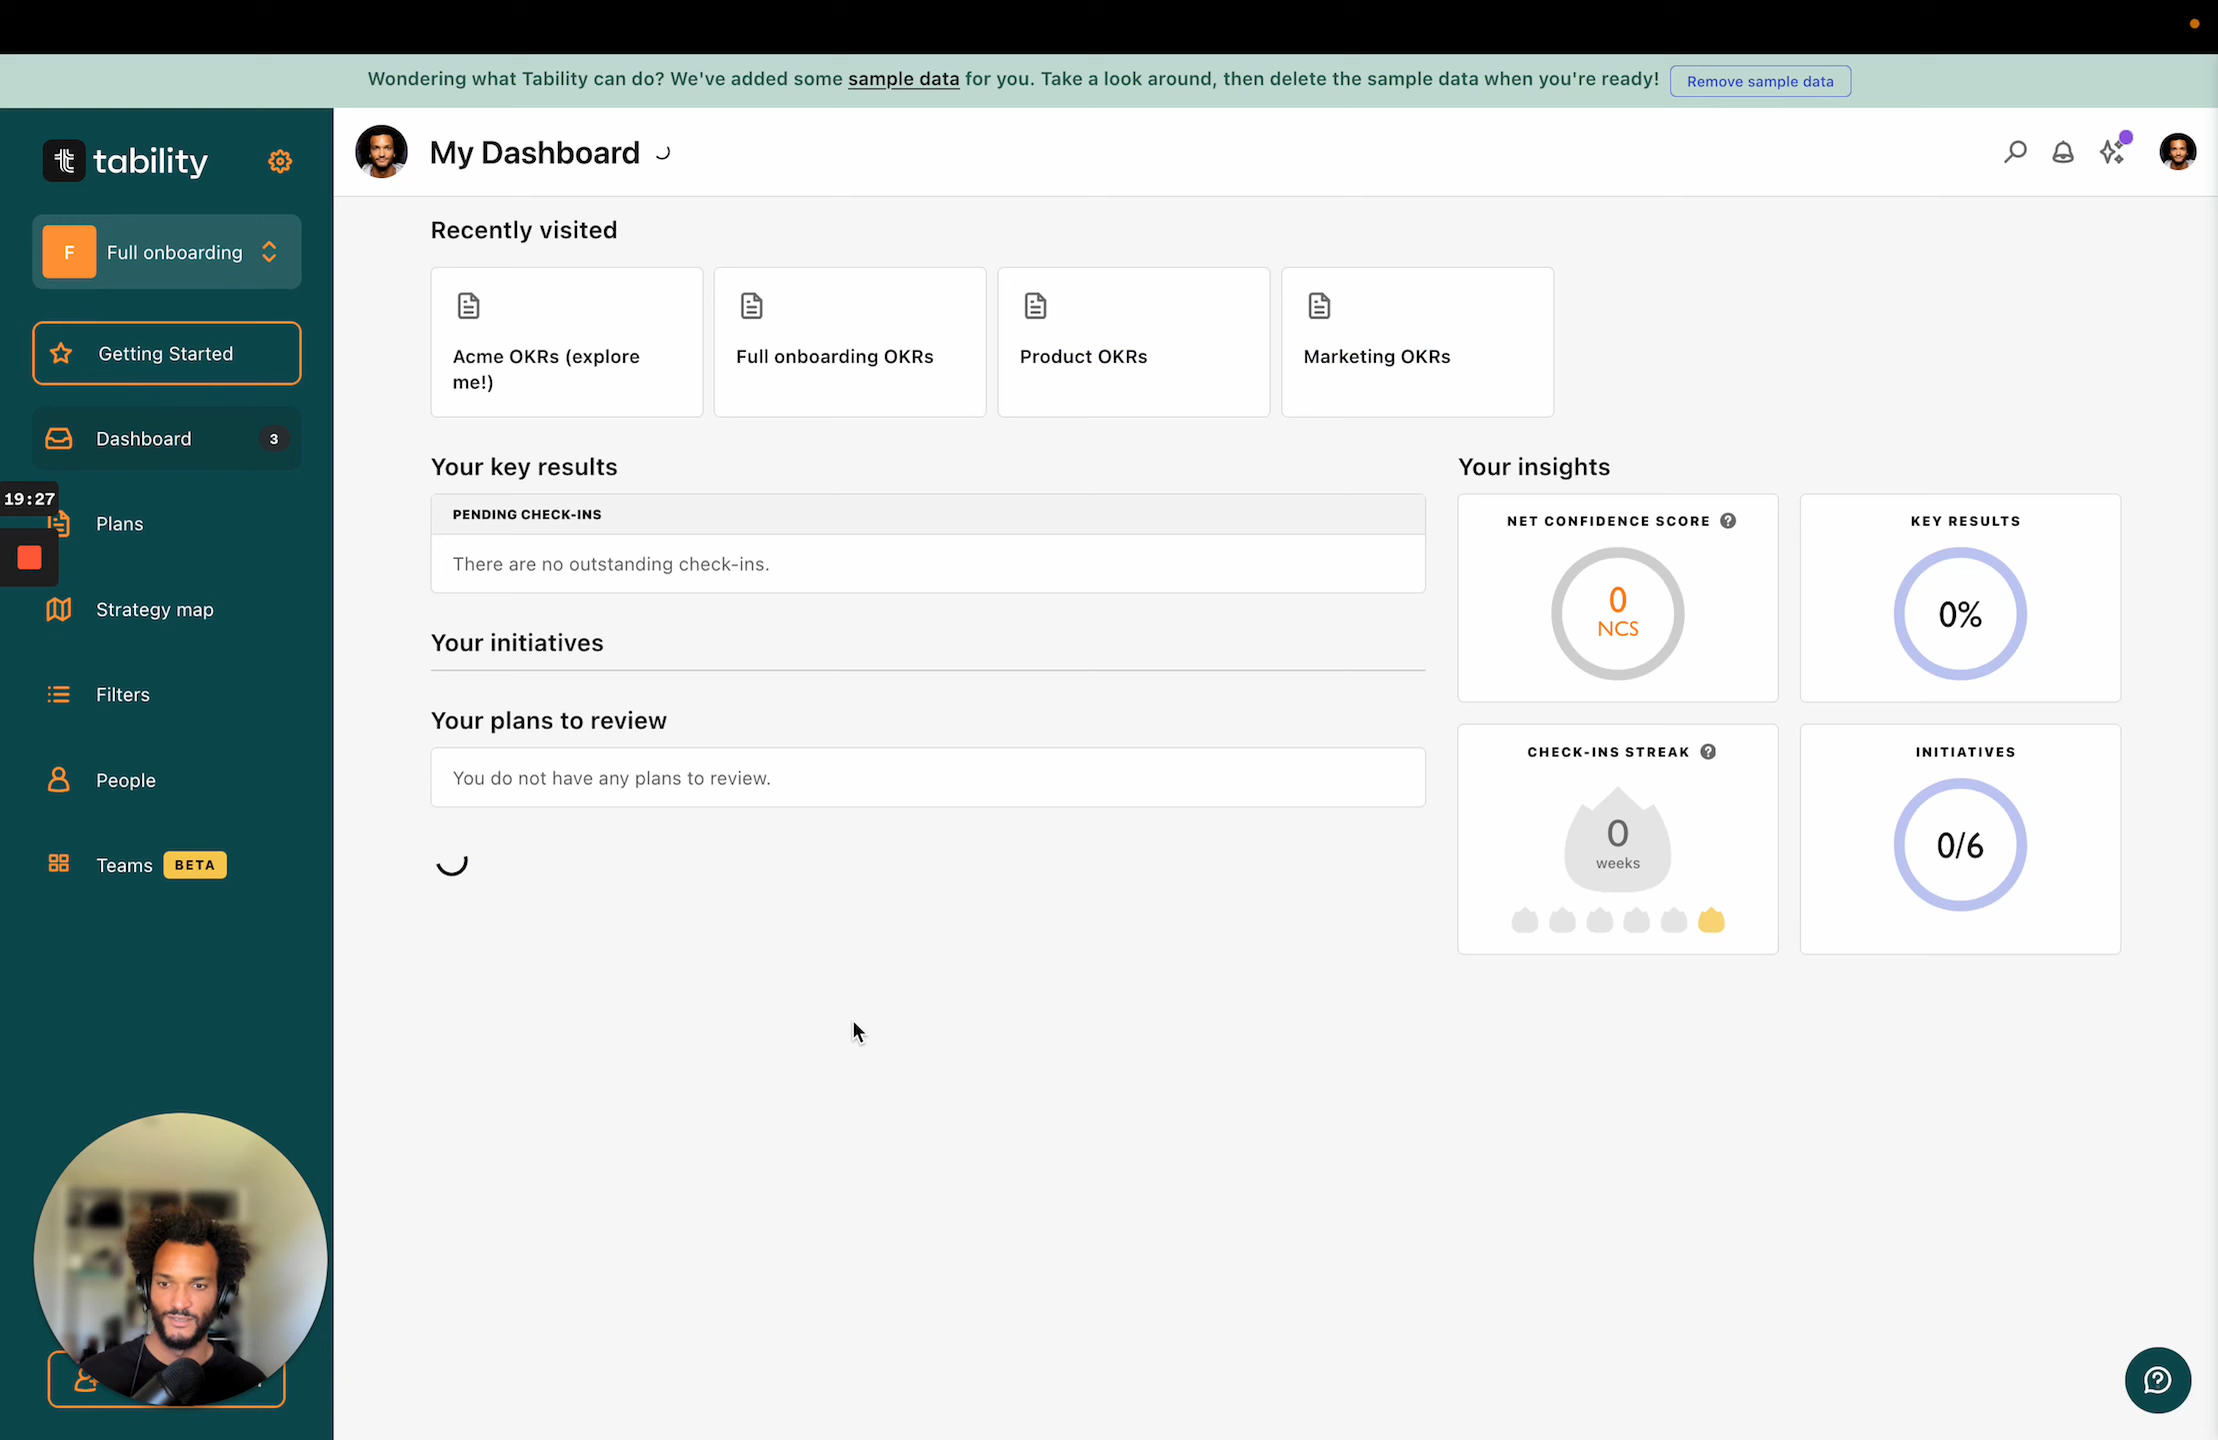 Wondering what Tability can do? We've added some sample data for you. Take a look around, then delete the sample data when you're ready!
Remove sample data
tability
My Dashboard
F
Full onboarding
Getting Started
Dashboard
3
19:27
Plans
Strategy map
Filters
People
Teams
BETA
Recently visited
Acme OKRs (explore
me!)
Full onboarding OKRs
Product OKRs
Marketing OKRs
Your key results
PENDING CHECK-INS
There are no outstanding check-ins.
Your initiatives
Your plans to review
You do not have any plans to review.
Your insights
NET CONFIDENCE SCORE ?
0
NCS
KEY RESULTS
0%
CHECK-INS STREAK ?
0
weeks
INITIATIVES
0/6